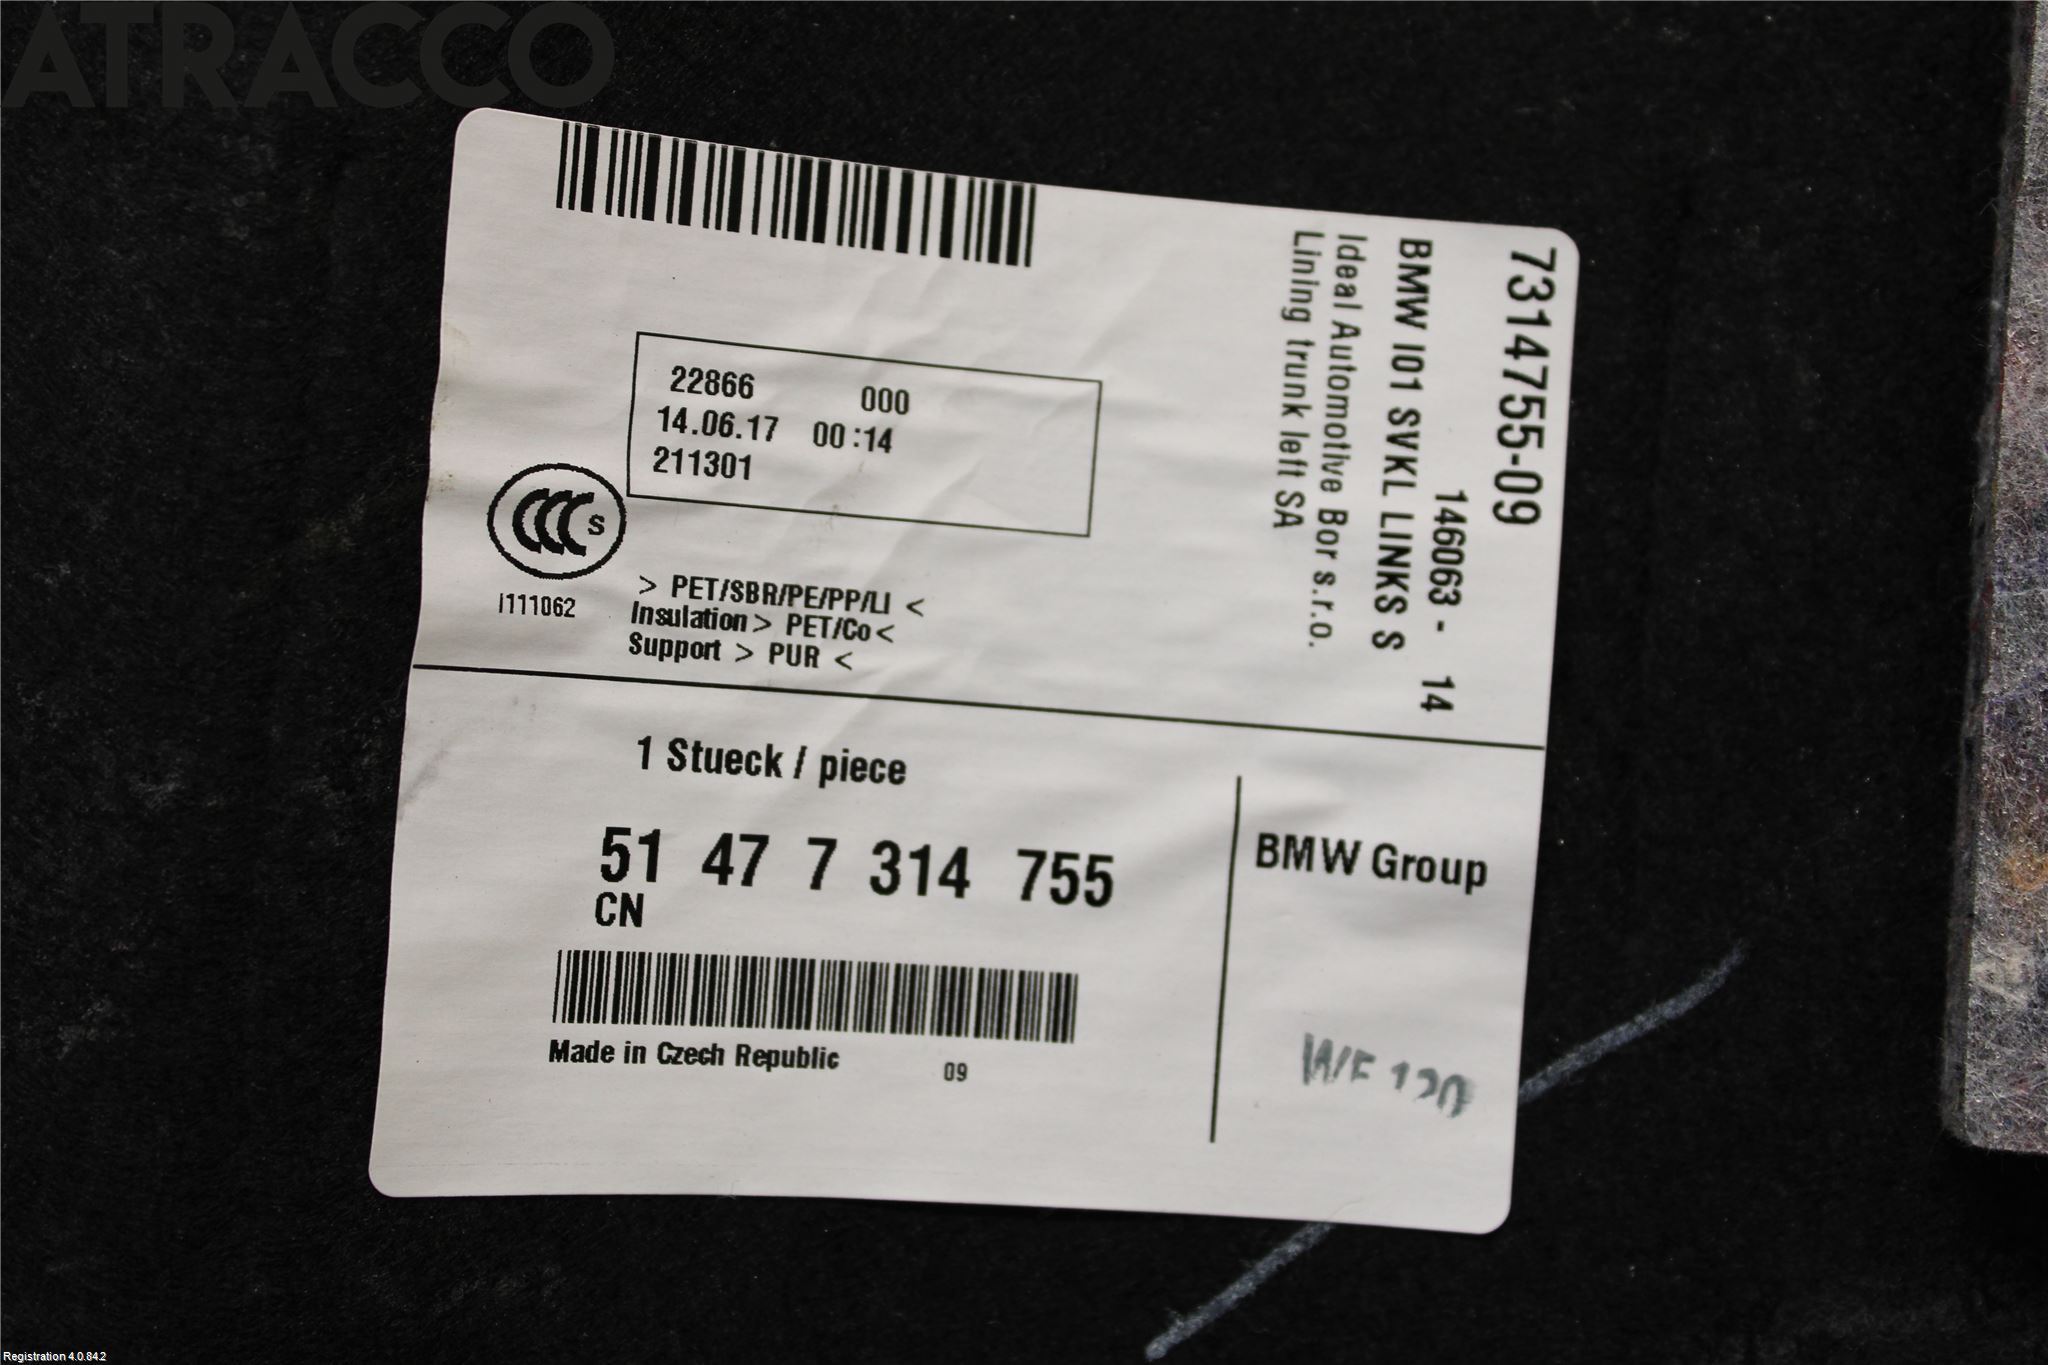 ATRACCO
7314755-09
146063 - 14
BMW I01 SVKL LINKS S
Ideal Automotive Bor s.r.o.
Lining trunk left SA
22866 000
14.06.17 00:14
211301
CCC S
I111062
> PET/SBR/PE/PP/LI <
Insulation> PET/Co<
Support > PUR <
1 Stueck / piece
51 47 7 314 755
CN
BMW Group
Made in Czech Republic 09
Registration 4.0.84.2